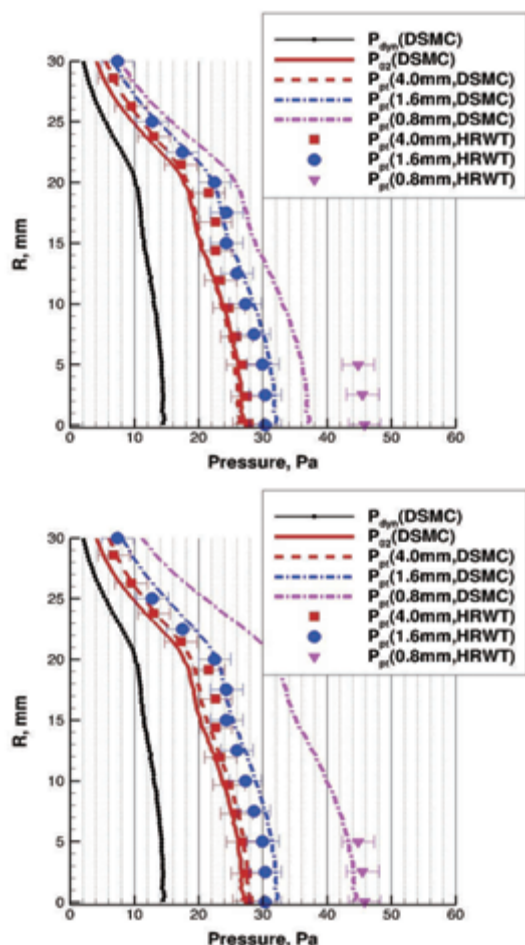 P_dyn (DSMC)
P_02 (DSMC)
P_pt (4.0mm,DSMC)
P_pt (1.6mm,DSMC)
P_pt (0.8mm,DSMC)
P_pt (4.0mm,HRWT)
P_pt (1.6mm,HRWT)
P_pt (0.8mm,HRWT)
R, mm
30
25
20
15
10
5
0
0 10 20 30 40 50 60
Pressure, Pa
P_dyn (DSMC)
P_02 (DSMC)
P_pt (4.0mm,DSMC)
P_pt (1.6mm,DSMC)
P_pt (0.8mm,DSMC)
P_pt (4.0mm,HRWT)
P_pt (1.6mm,HRWT)
P_pt (0.8mm,HRWT)
R, mm
30
25
20
15
10
5
0
0 10 20 30 40 50 60
Pressure, Pa